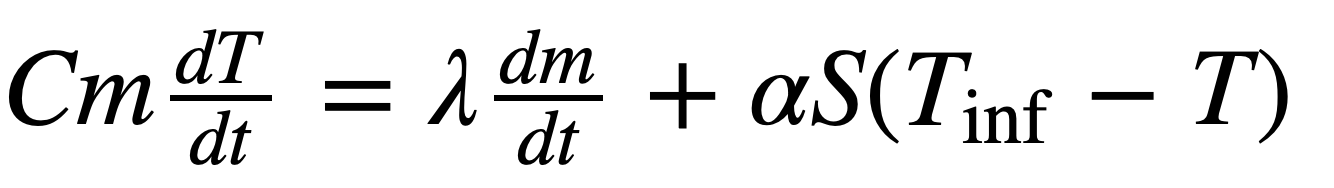 Cm dT/dt = λ dm/dt + αS(T_inf − T)